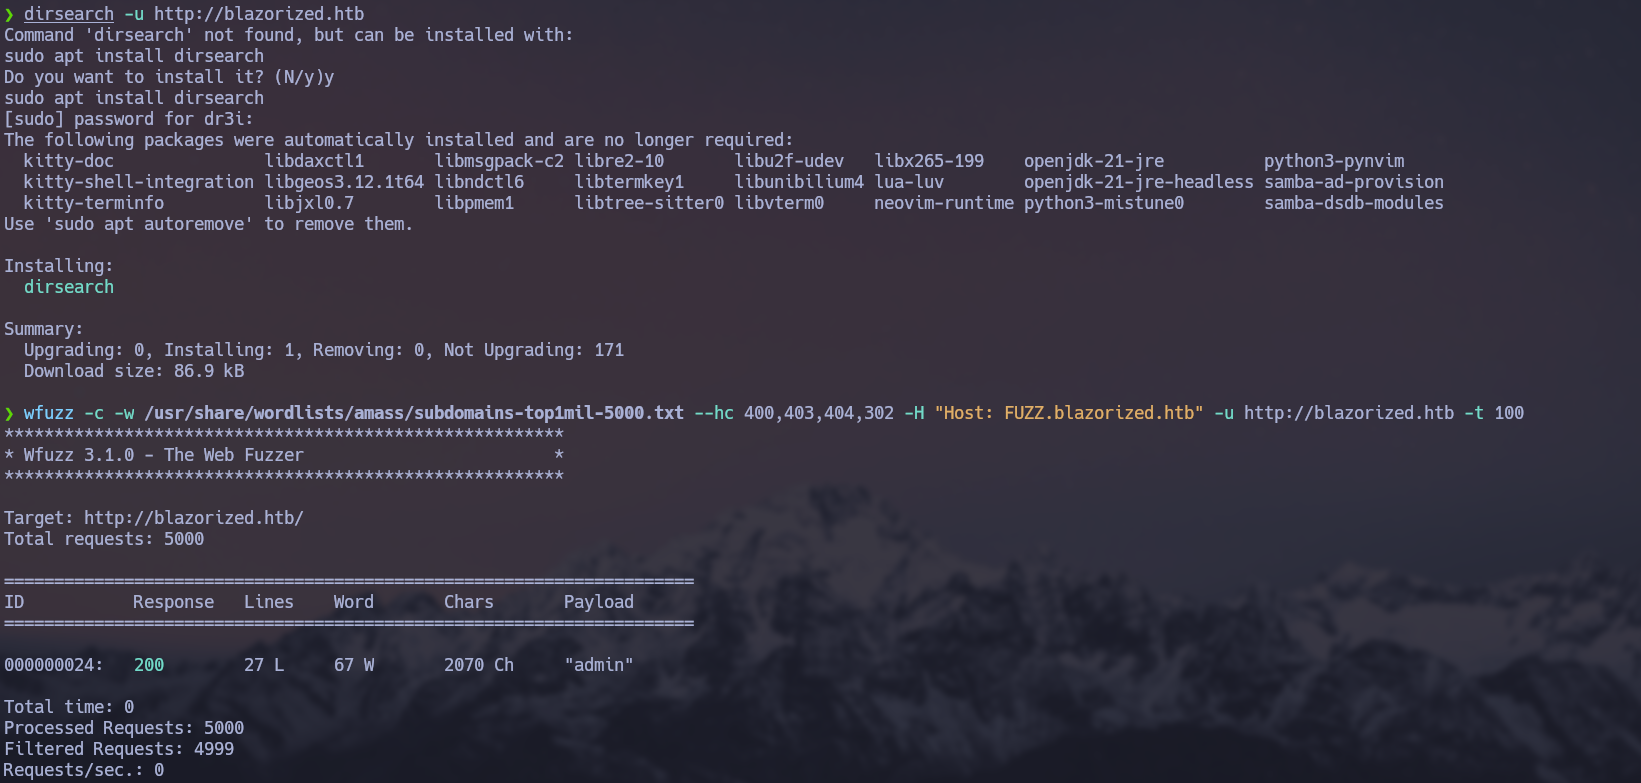 ❯ dirsearch -u http://blazorized.htb
Command 'dirsearch' not found, but can be installed with:
sudo apt install dirsearch
Do you want to install it? (N/y)y
sudo apt install dirsearch
[sudo] password for dr3i:
The following packages were automatically installed and are no longer required:
  kitty-doc               libdaxctl1       libmsgpack-c2 libre2-10       libu2f-udev   libx265-199    openjdk-21-jre          python3-pynvim
  kitty-shell-integration libgeos3.12.1t64 libndctl6     libtermkey1     libunibilium4 lua-luv        openjdk-21-jre-headless samba-ad-provision
  kitty-terminfo          libjxl0.7        libpmem1      libtree-sitter0 libvterm0     neovim-runtime python3-mistune0        samba-dsdb-modules
Use 'sudo apt autoremove' to remove them.

Installing:
  dirsearch

Summary:
  Upgrading: 0, Installing: 1, Removing: 0, Not Upgrading: 171
  Download size: 86.9 kB

❯ wfuzz -c -w /usr/share/wordlists/amass/subdomains-top1mil-5000.txt --hc 400,403,404,302 -H "Host: FUZZ.blazorized.htb" -u http://blazorized.htb -t 100
********************************************************
* Wfuzz 3.1.0 - The Web Fuzzer                         *
********************************************************

Target: http://blazorized.htb/
Total requests: 5000

=====================================================================
ID           Response   Lines    Word       Chars       Payload
=====================================================================

000000024:   200        27 L     67 W       2070 Ch     "admin"

Total time: 0
Processed Requests: 5000
Filtered Requests: 4999
Requests/sec.: 0